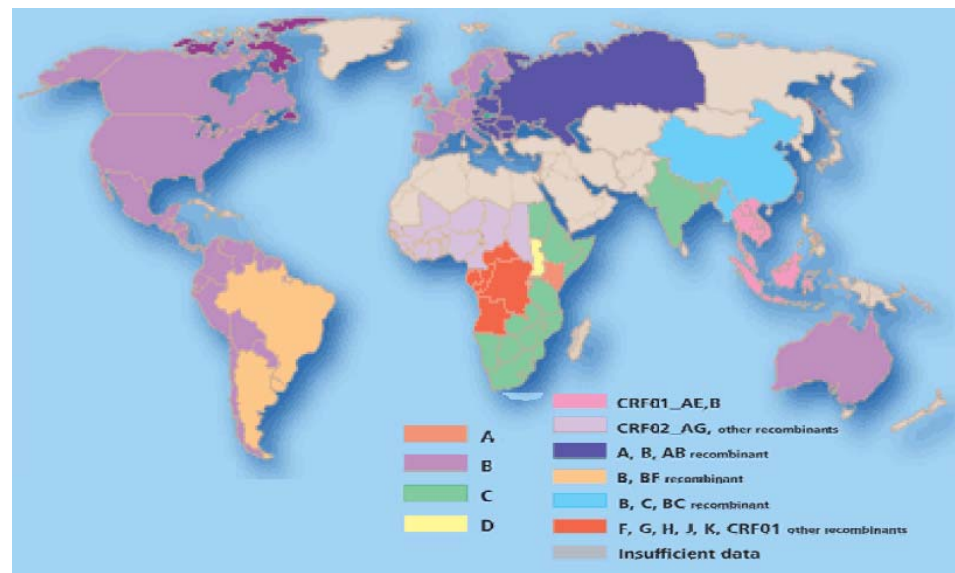 A
B
C
D
CRF01_AE,B
CRF02_AG, other recombinants
A, B, AB recombinant
B, BF recombinant
B, C, BC recombinant
F, G, H, J, K, CRF01 other recombinants
Insufficient data